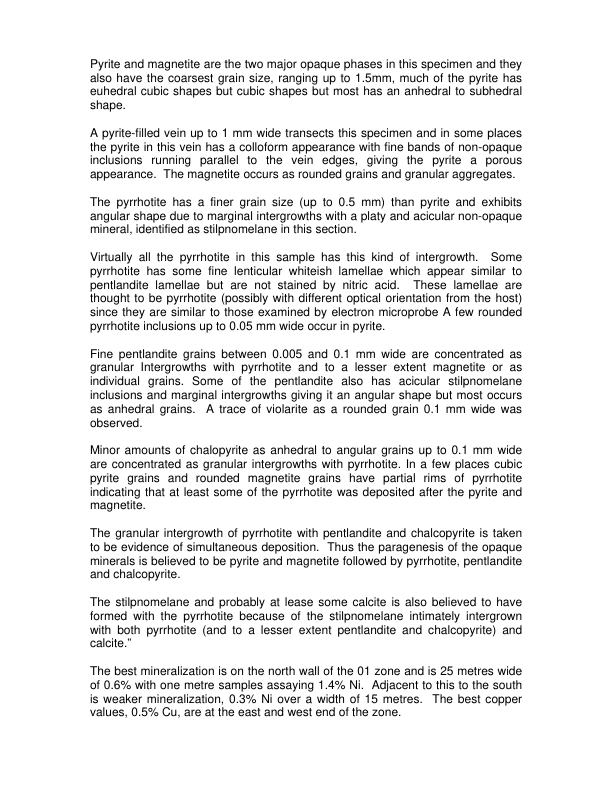 Pyrite and magnetite are the two major opaque phases in this specimen and they
also have the coarsest grain size, ranging up to 1.5mm, much of the pyrite has
euhedral cubic shapes but cubic shapes but most has an anhedral to subhedral
shape.
A pyrite-filled vein up to 1 mm wide transects this specimen and in some places
the pyrite in this vein has a colloform appearance with fine bands of non-opaque
inclusions running parallel to the vein edges, giving the pyrite a porous
appearance. The magnetite occurs as rounded grains and granular aggregates.
The pyrrhotite has a finer grain size (up to 0.5 mm) than pyrite and exhibits
angular shape due to marginal intergrowths with a platy and acicular non-opaque
mineral, identified as stilpnomelane in this section.
Virtually all the pyrrhotite in this sample has this kind of intergrowth. Some
pyrrhotite has some fine lenticular whiteish lamellae which appear similar to
pentlandite lamellae but are not stained by nitric acid. These lamellae are
thought to be pyrrhotite (possibly with different optical orientation from the host)
since they are similar to those examined by electron microprobe A few rounded
pyrrhotite inclusions up to 0.05 mm wide occur in pyrite.
Fine pentlandite grains between 0.005 and 0.1 mm wide are concentrated as
granular Intergrowths with pyrrhotite and to a lesser extent magnetite or as
individual grains. Some of the pentlandite also has acicular stilpnomelane
inclusions and marginal intergrowths giving it an angular shape but most occurs
as anhedral grains. A trace of violarite as a rounded grain 0.1 mm wide was
observed.
Minor amounts of chalopyrite as anhedral to angular grains up to 0.1 mm wide
are concentrated as granular intergrowths with pyrrhotite. In a few places cubic
pyrite grains and rounded magnetite grains have partial rims of pyrrhotite
indicating that at least some of the pyrrhotite was deposited after the pyrite and
magnetite.
The granular intergrowth of pyrrhotite with pentlandite and chalcopyrite is taken
to be evidence of simultaneous deposition. Thus the paragenesis of the opaque
minerals is believed to be pyrite and magnetite followed by pyrrhotite, pentlandite
and chalcopyrite.
The stilpnomelane and probably at lease some calcite is also believed to have
formed with the pyrrhotite because of the stilpnomelane intimately intergrown
with both pyrrhotite (and to a lesser extent pentlandite and chalcopyrite) and
calcite.”
The best mineralization is on the north wall of the 01 zone and is 25 metres wide
of 0.6% with one metre samples assaying 1.4% Ni. Adjacent to this to the south
is weaker mineralization, 0.3% Ni over a width of 15 metres. The best copper
values, 0.5% Cu, are at the east and west end of the zone.